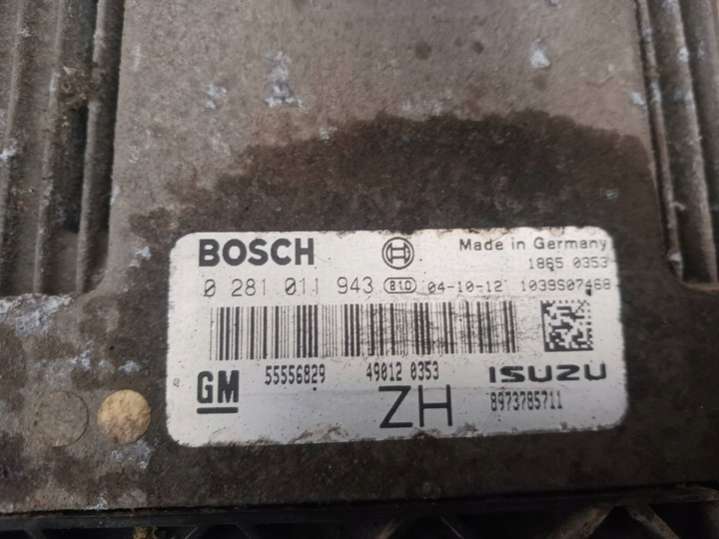 BOSCH Made in Germany
1865 0353
0 281 011 943 81D 04-10-12 1039S07468
55556829 49012 0353 ISUZU
GM ZH 8973785711